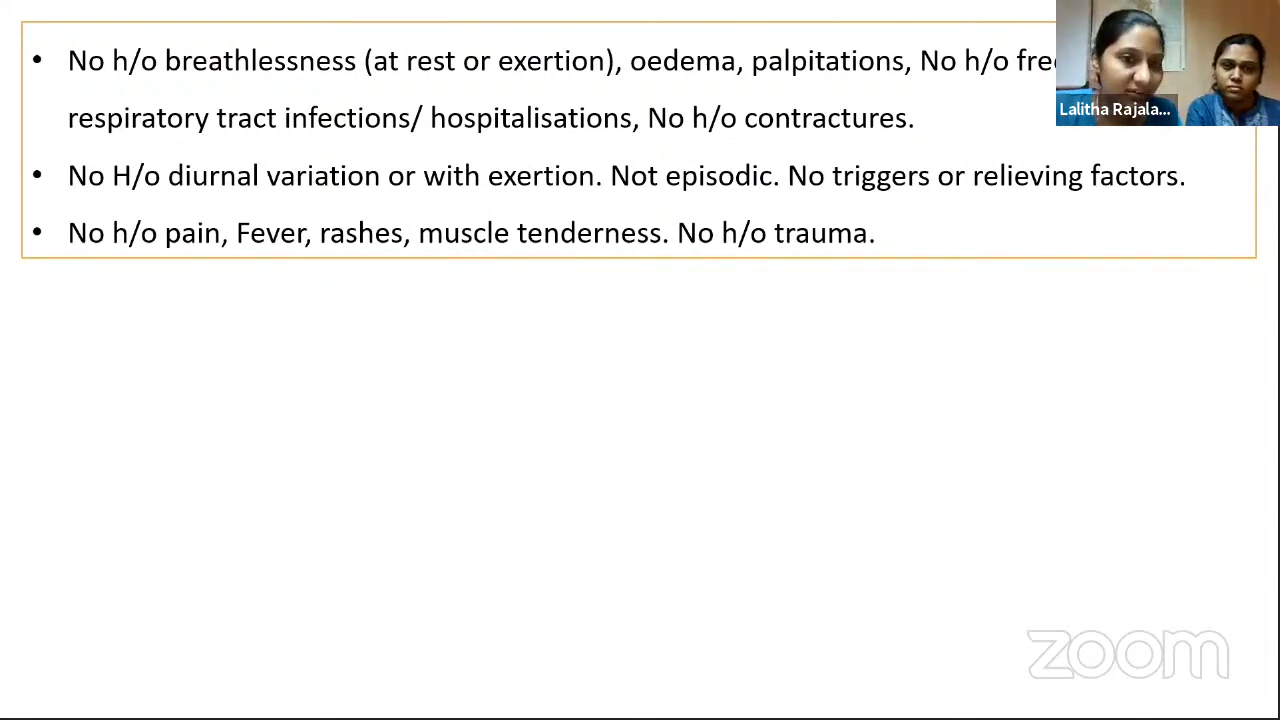 • No h/o breathlessness (at rest or exertion), oedema, palpitations, No h/o
respiratory tract infections/ hospitalisations, No h/o contractures.
• No H/o diurnal variation or with exertion. Not episodic. No triggers or relieving factors.
• No h/o pain, Fever, rashes, muscle tenderness. No h/o trauma.
Lalitha Rajala...
zoom